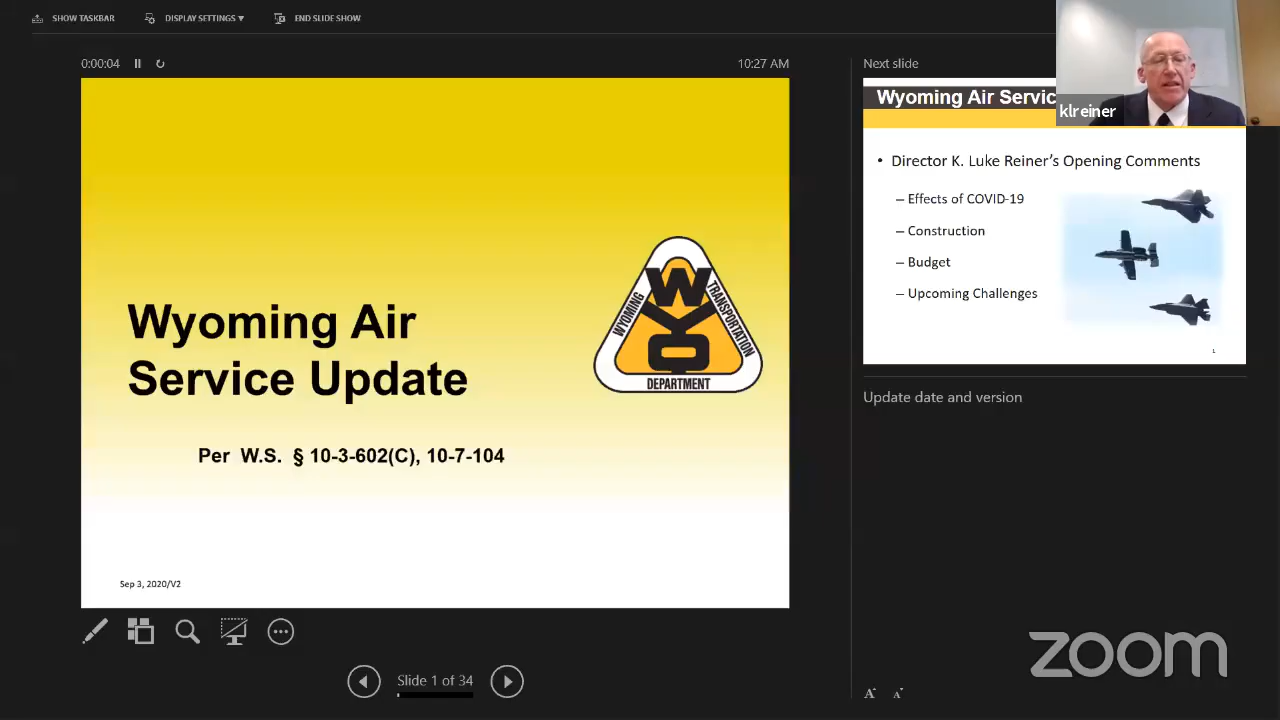 SHOW TASKBAR
DISPLAY SETTINGS ▾
END SLIDE SHOW
0:00:04
10:27 AM
Wyoming Air
Service Update
Per W.S. § 10-3-602(C), 10-7-104
WYOMING
TRANSPORTATION
DEPARTMENT
WYO
Sep 3, 2020/V2
Slide 1 of 34
Next slide
Wyoming Air Servic
klreiner
• Director K. Luke Reiner’s Opening Comments
– Effects of COVID-19
– Construction
– Budget
– Upcoming Challenges
1
Update date and version
zoom
A A